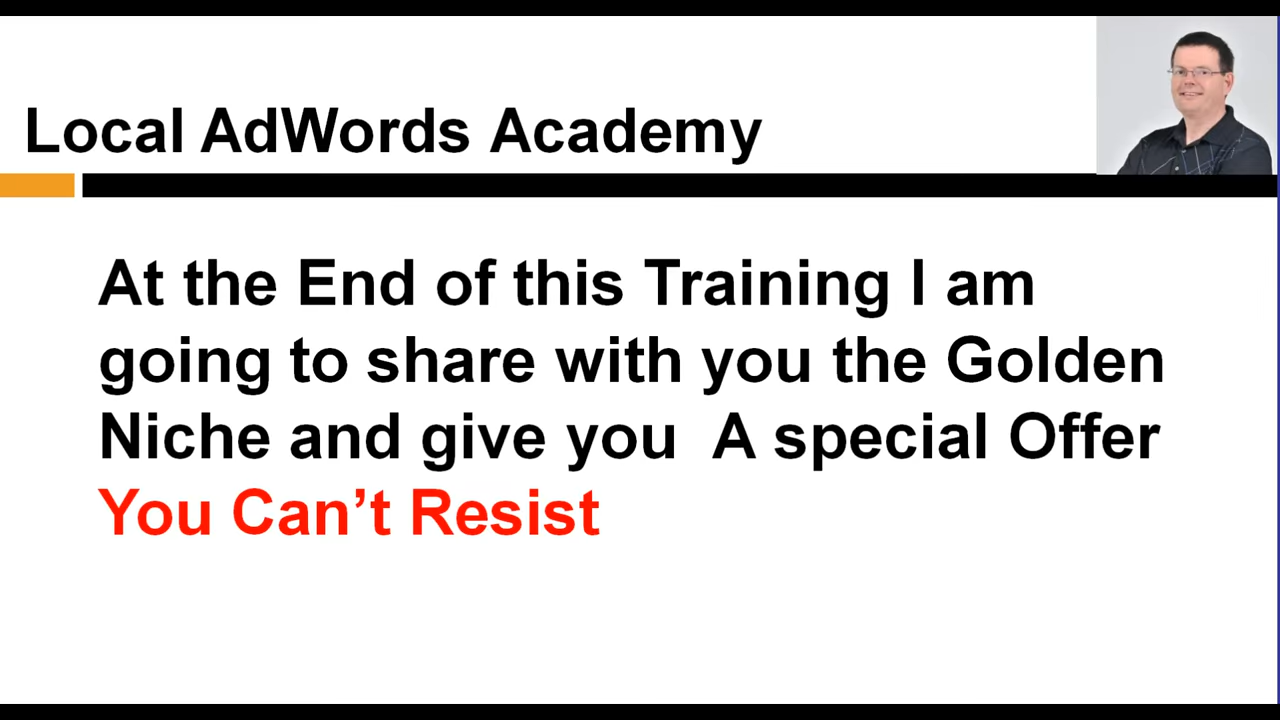 Local AdWords Academy
At the End of this Training I am
going to share with you the Golden
Niche and give you  A special Offer
You Can’t Resist